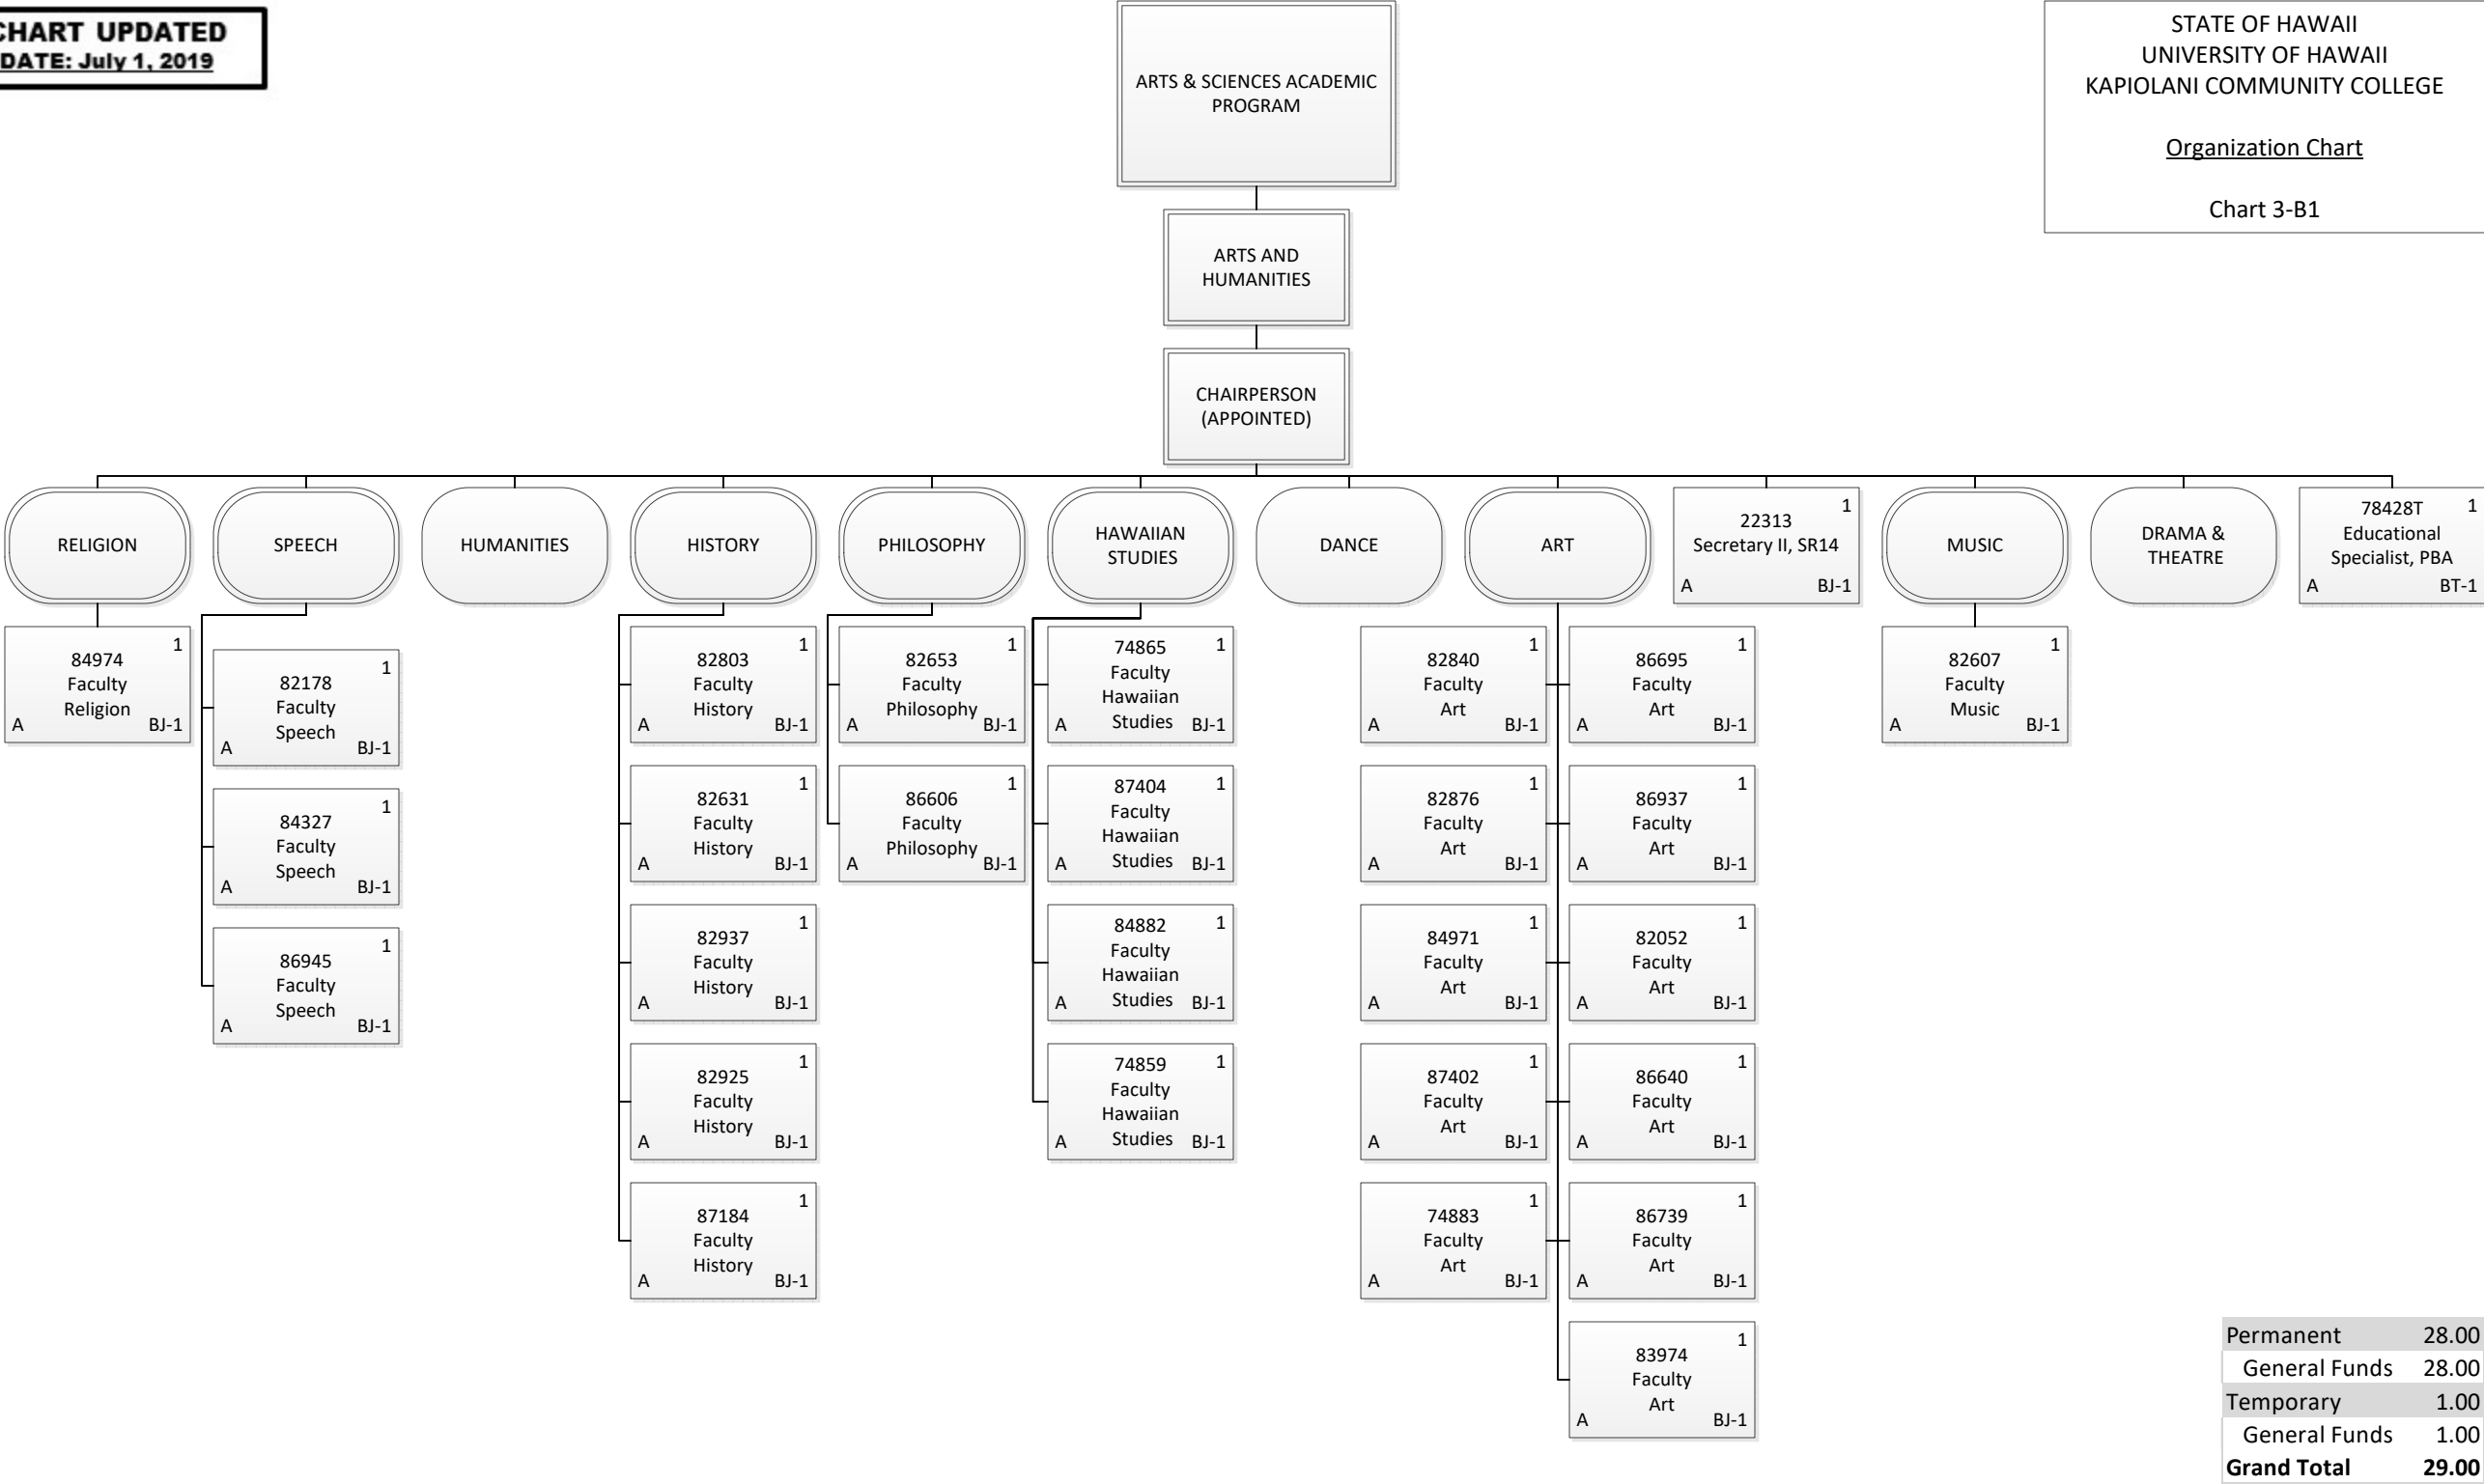 CHART UPDATED
DATE: July 1, 2019
STATE OF HAWAII
UNIVERSITY OF HAWAII
KAPIOLANI COMMUNITY COLLEGE
Organization Chart
Chart 3-B1
ARTS & SCIENCES ACADEMIC
PROGRAM
ARTS AND
HUMANITIES
CHAIRPERSON
(APPOINTED)
RELIGION
1
84974
Faculty
Religion
A BJ-1
SPEECH
1
82178
Faculty
Speech
A BJ-1
1
84327
Faculty
Speech
A BJ-1
1
86945
Faculty
Speech
A BJ-1
HUMANITIES
HISTORY
1
82803
Faculty
History
A BJ-1
1
82631
Faculty
History
A BJ-1
1
82937
Faculty
History
A BJ-1
1
82925
Faculty
History
A BJ-1
1
87184
Faculty
History
A BJ-1
PHILOSOPHY
1
82653
Faculty
Philosophy
A BJ-1
1
86606
Faculty
Philosophy
A BJ-1
HAWAIIAN
STUDIES
74865 1
Faculty
Hawaiian
A Studies BJ-1
87404 1
Faculty
Hawaiian
A Studies BJ-1
84882 1
Faculty
Hawaiian
A Studies BJ-1
74859 1
Faculty
Hawaiian
A Studies BJ-1
DANCE
ART
1
82840
Faculty
Art
A BJ-1
1
86695
Faculty
Art
A BJ-1
1
82876
Faculty
Art
A BJ-1
1
86937
Faculty
Art
A BJ-1
1
84971
Faculty
Art
A BJ-1
1
82052
Faculty
Art
A BJ-1
1
87402
Faculty
Art
A BJ-1
1
86640
Faculty
Art
A BJ-1
1
74883
Faculty
Art
A BJ-1
1
86739
Faculty
Art
A BJ-1
1
83974
Faculty
Art
A BJ-1
1
22313
Secretary II, SR14
A BJ-1
MUSIC
1
82607
Faculty
Music
A BJ-1
DRAMA &
THEATRE
78428T 1
Educational
Specialist, PBA
A BT-1
Permanent 28.00
General Funds 28.00
Temporary 1.00
General Funds 1.00
Grand Total 29.00